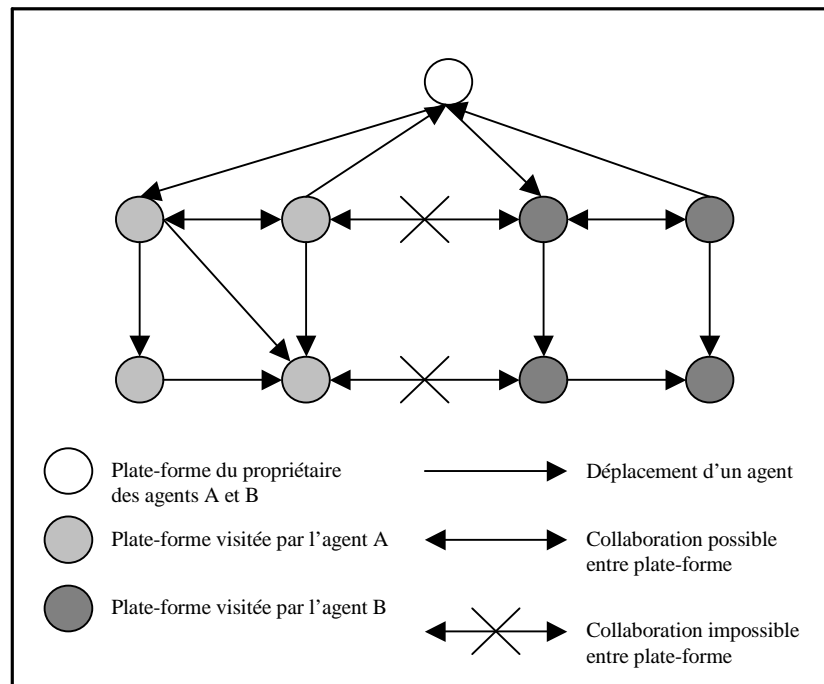 Plate-forme du propriétaire
des agents A et B
Plate-forme visitée par l'agent A
Plate-forme visitée par l'agent B
Déplacement d'un agent
Collaboration possible
entre plate-forme
Collaboration impossible
entre plate-forme